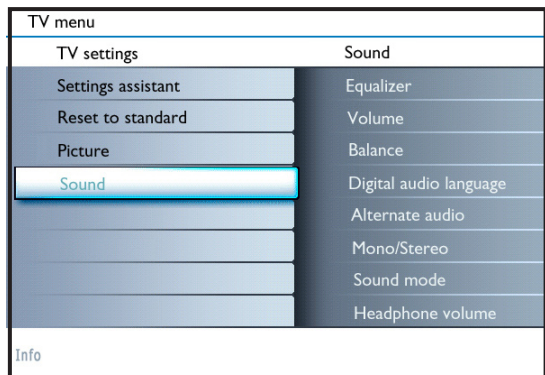 TV menu
TV settings
Settings assistant
Reset to standard
Picture
Sound
Sound
Equalizer
Volume
Balance
Digital audio language
Alternate audio
Mono/Stereo
Sound mode
Headphone volume
Info